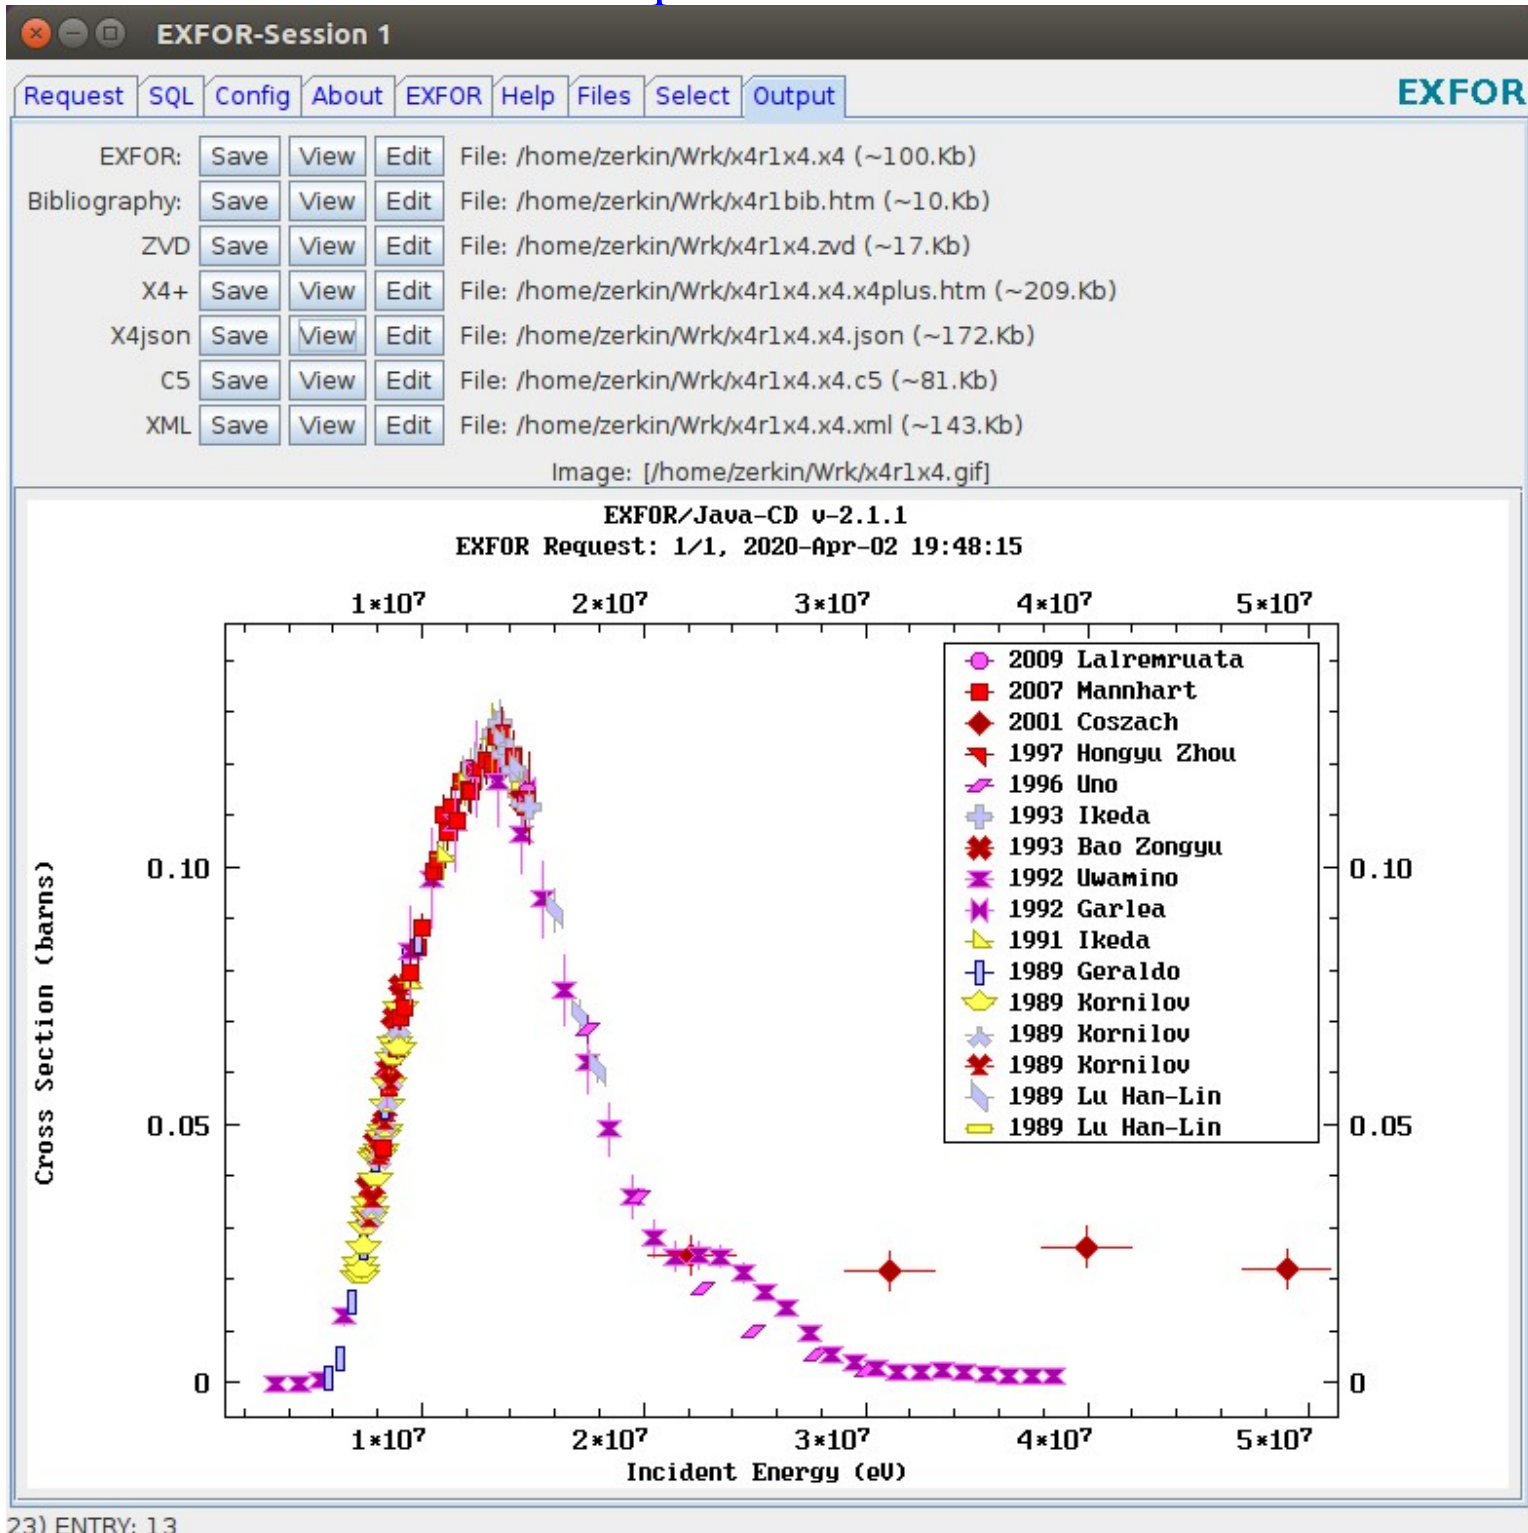 EXFOR-Session 1
Request SQL Config About EXFOR Help Files Select Output EXFOR
EXFOR: Save View Edit File: /home/zerkin/Wrk/x4r1x4.x4 (~100.Kb)
Bibliography: Save View Edit File: /home/zerkin/Wrk/x4r1bib.htm (~10.Kb)
ZVD Save View Edit File: /home/zerkin/Wrk/x4r1x4.zvd (~17.Kb)
X4+ Save View Edit File: /home/zerkin/Wrk/x4r1x4.x4.x4plus.htm (~209.Kb)
X4json Save View Edit File: /home/zerkin/Wrk/x4r1x4.x4.json (~172.Kb)
C5 Save View Edit File: /home/zerkin/Wrk/x4r1x4.x4.c5 (~81.Kb)
XML Save View Edit File: /home/zerkin/Wrk/x4r1x4.x4.xml (~143.Kb)
Image: [/home/zerkin/Wrk/x4r1x4.gif]
EXFOR/Java-CD v-2.1.1
EXFOR Request: 1/1, 2020-Apr-02 19:48:15
1*10⁷ 2*10⁷ 3*10⁷ 4*10⁷ 5*10⁷
2009 Lalremruata
2007 Mannhart
2001 Coszach
1997 Hongyu Zhou
1996 Uno
1993 Ikeda
1993 Bao Zongyu
1992 Uwamino
1992 Garlea
1991 Ikeda
1989 Geraldo
1989 Kornilov
1989 Kornilov
1989 Kornilov
1989 Lu Han-Lin
1989 Lu Han-Lin
Cross Section (barns)
0.10 0.10
0.05 0.05
0 0
1*10⁷ 2*10⁷ 3*10⁷ 4*10⁷ 5*10⁷
Incident Energy (eV)
23) ENTRY: 13